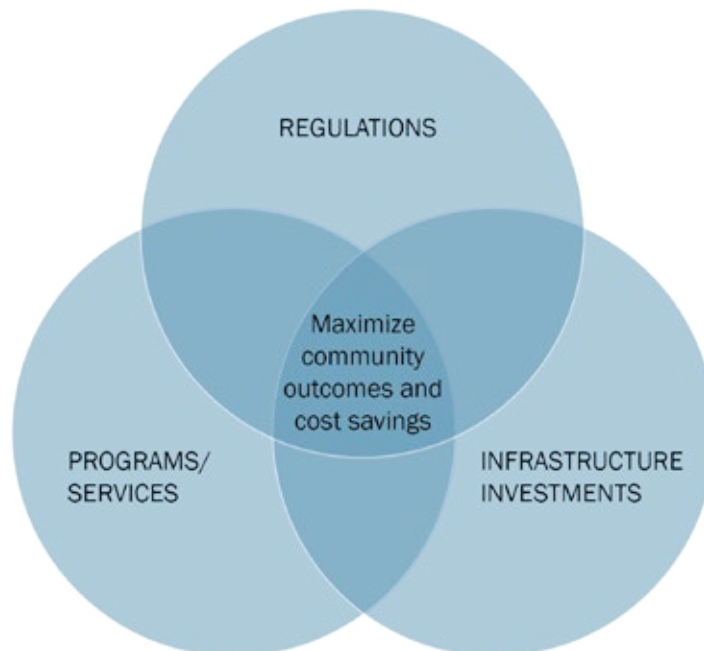 REGULATIONS
Maximize
community
outcomes and
cost savings
PROGRAMS/
SERVICES
INFRASTRUCTURE
INVESTMENTS